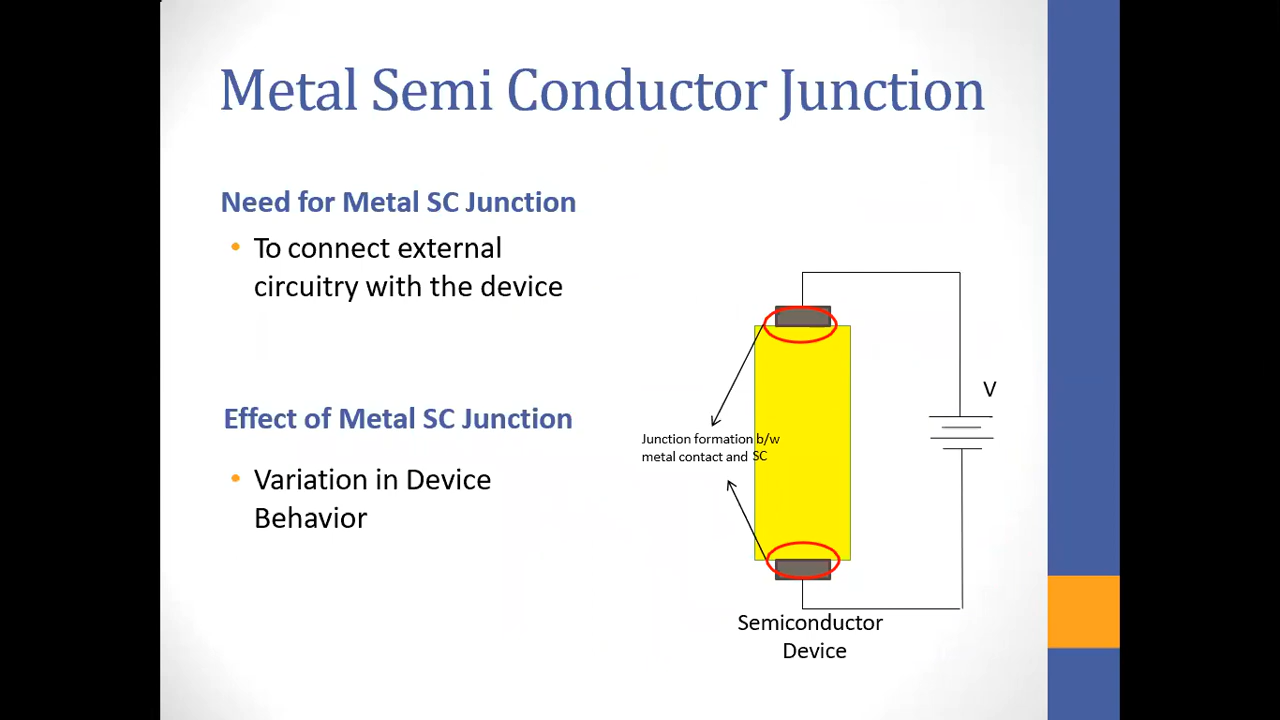 Metal Semi Conductor Junction
Need for Metal SC Junction
• To connect external
circuitry with the device
Effect of Metal SC Junction
• Variation in Device
Behavior
V
Junction formation b/w
metal contact and SC
Semiconductor
Device